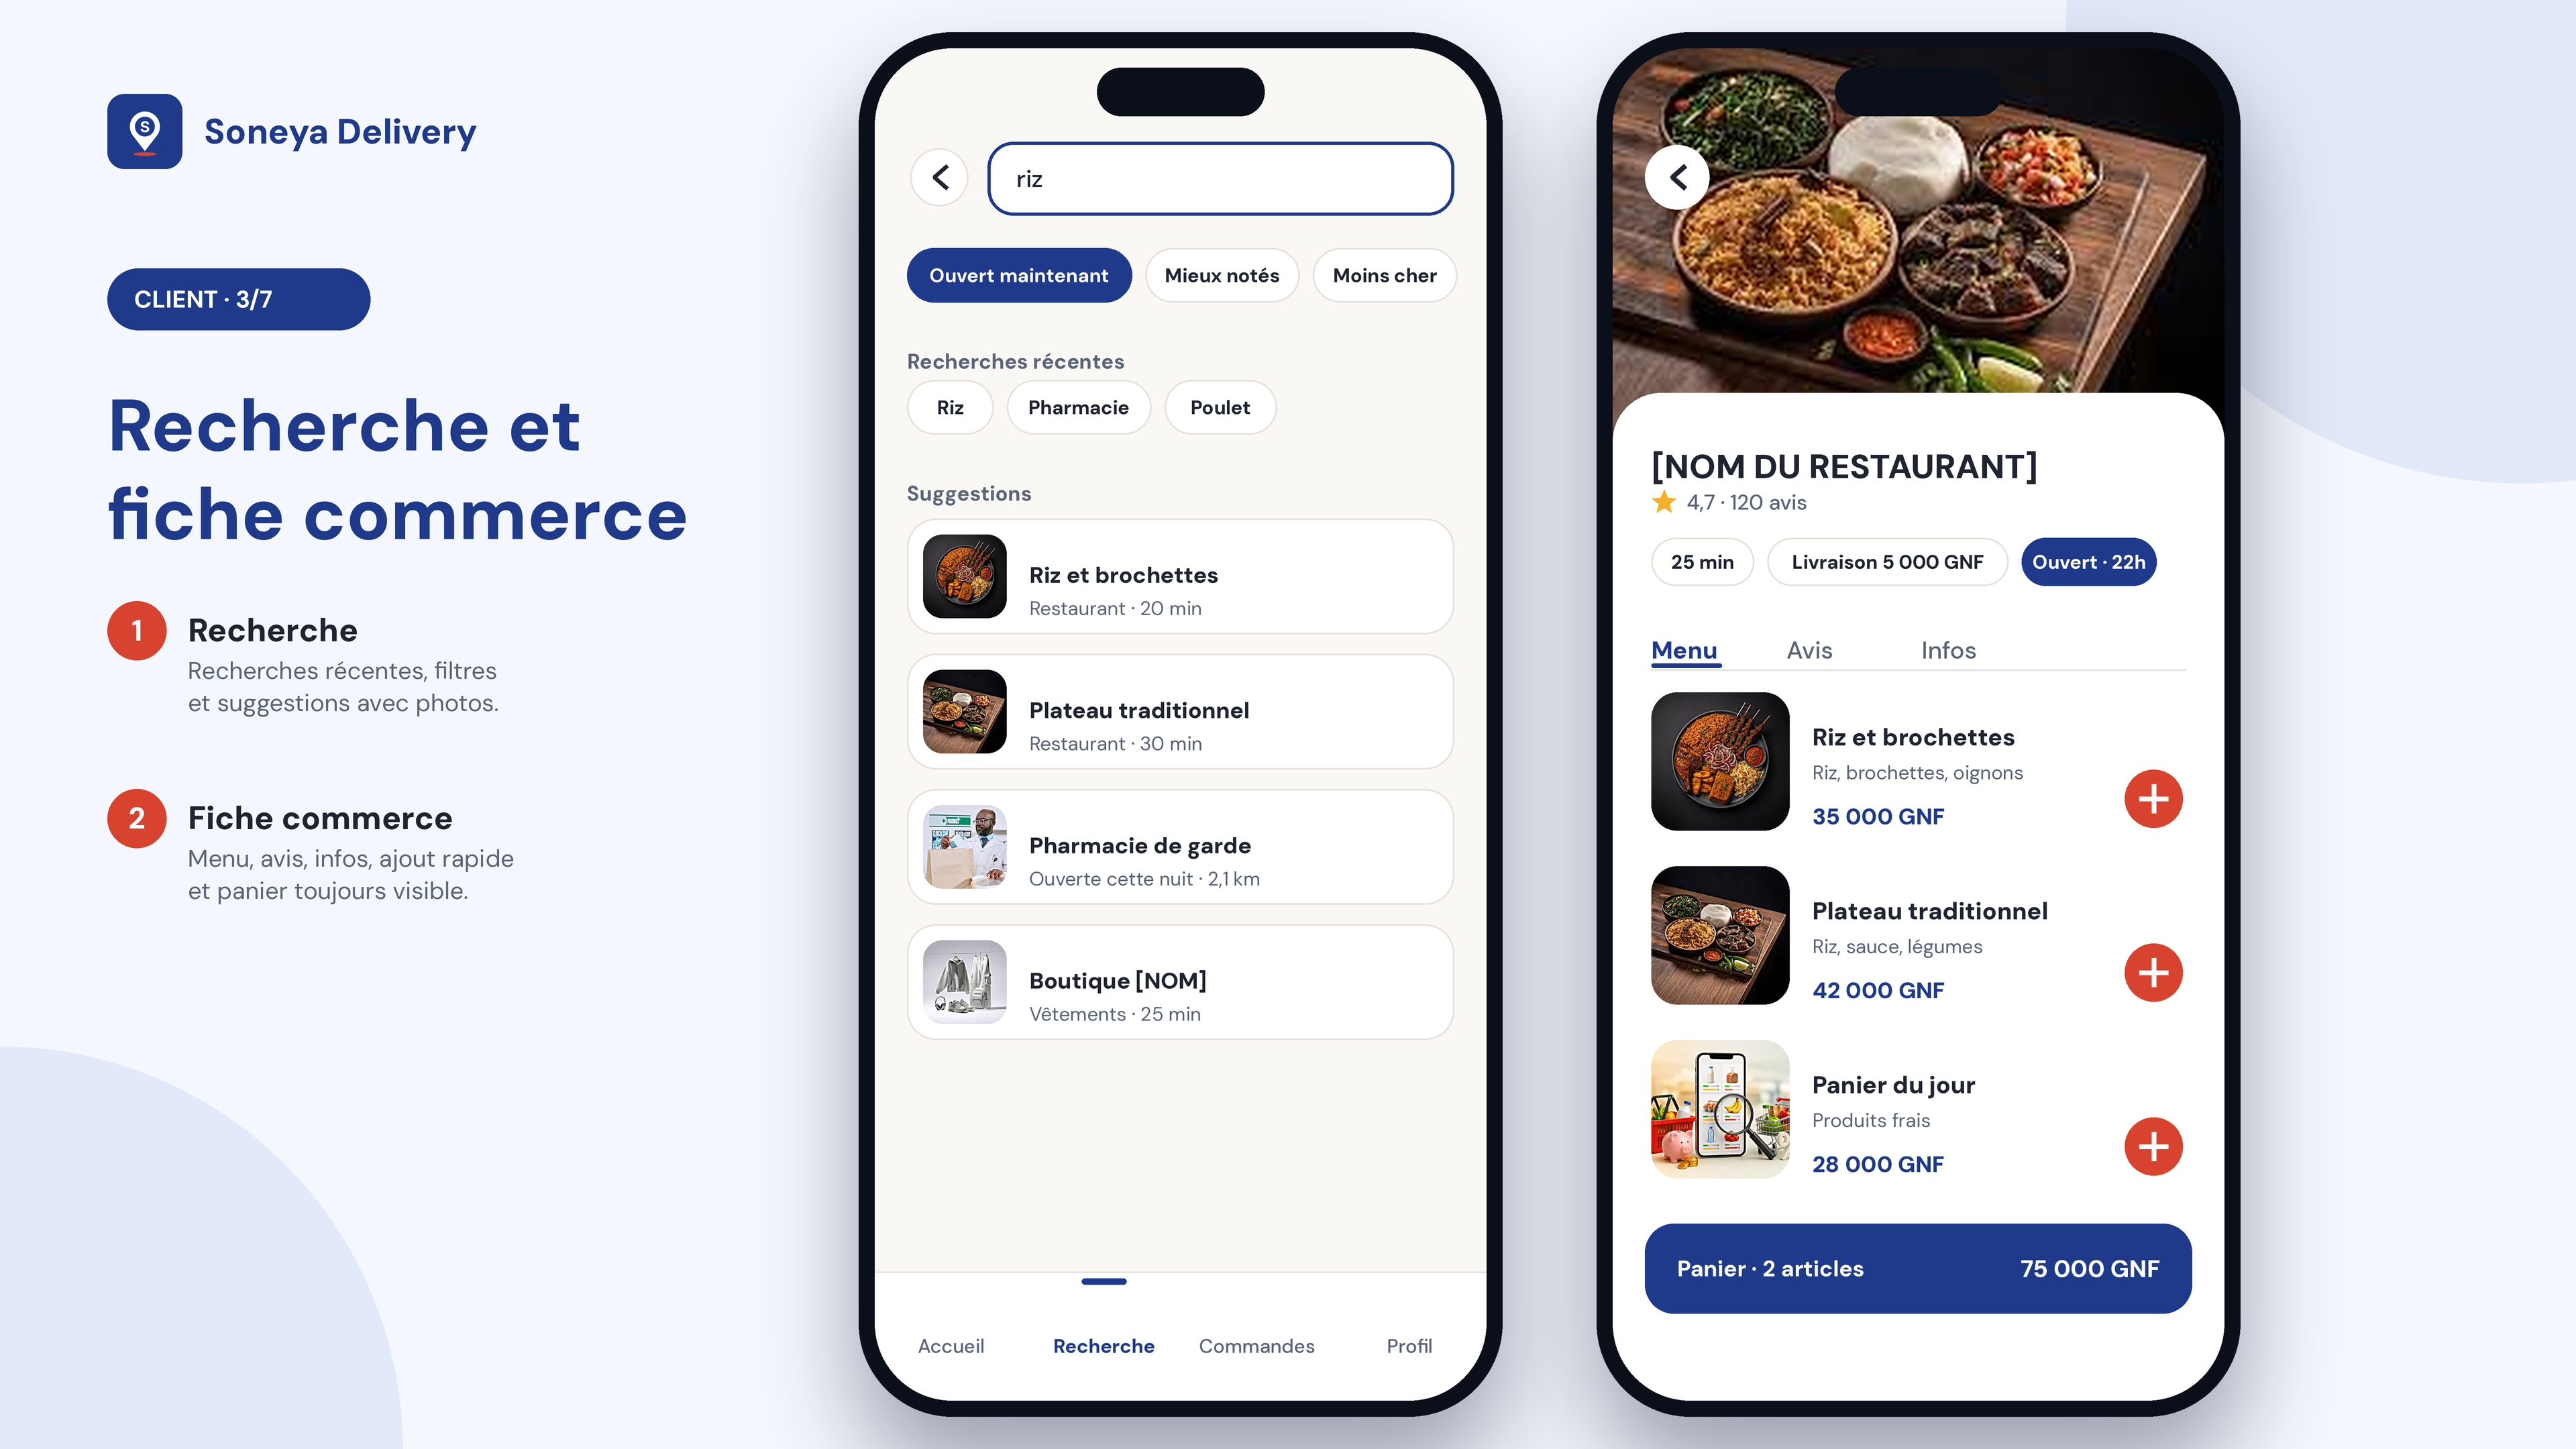 S
Soneya Delivery
CLIENT · 3/7
Recherche et
fiche commerce
1
Recherche
Recherches récentes, filtres
et suggestions avec photos.
2
Fiche commerce
Menu, avis, infos, ajout rapide
et panier toujours visible.
riz
Ouvert maintenant
Mieux notés
Moins cher
Recherches récentes
Riz
Pharmacie
Poulet
Suggestions
Riz et brochettes
Restaurant · 20 min
Plateau traditionnel
Restaurant · 30 min
Pharmacie de garde
Ouverte cette nuit · 2,1 km
Boutique [NOM]
Vêtements · 25 min
Accueil
Recherche
Commandes
Profil
[NOM DU RESTAURANT]
4,7 · 120 avis
25 min
Livraison 5 000 GNF
Ouvert · 22h
Menu
Avis
Infos
Riz et brochettes
Riz, brochettes, oignons
35 000 GNF
Plateau traditionnel
Riz, sauce, légumes
42 000 GNF
Panier du jour
Produits frais
28 000 GNF
Panier · 2 articles
75 000 GNF